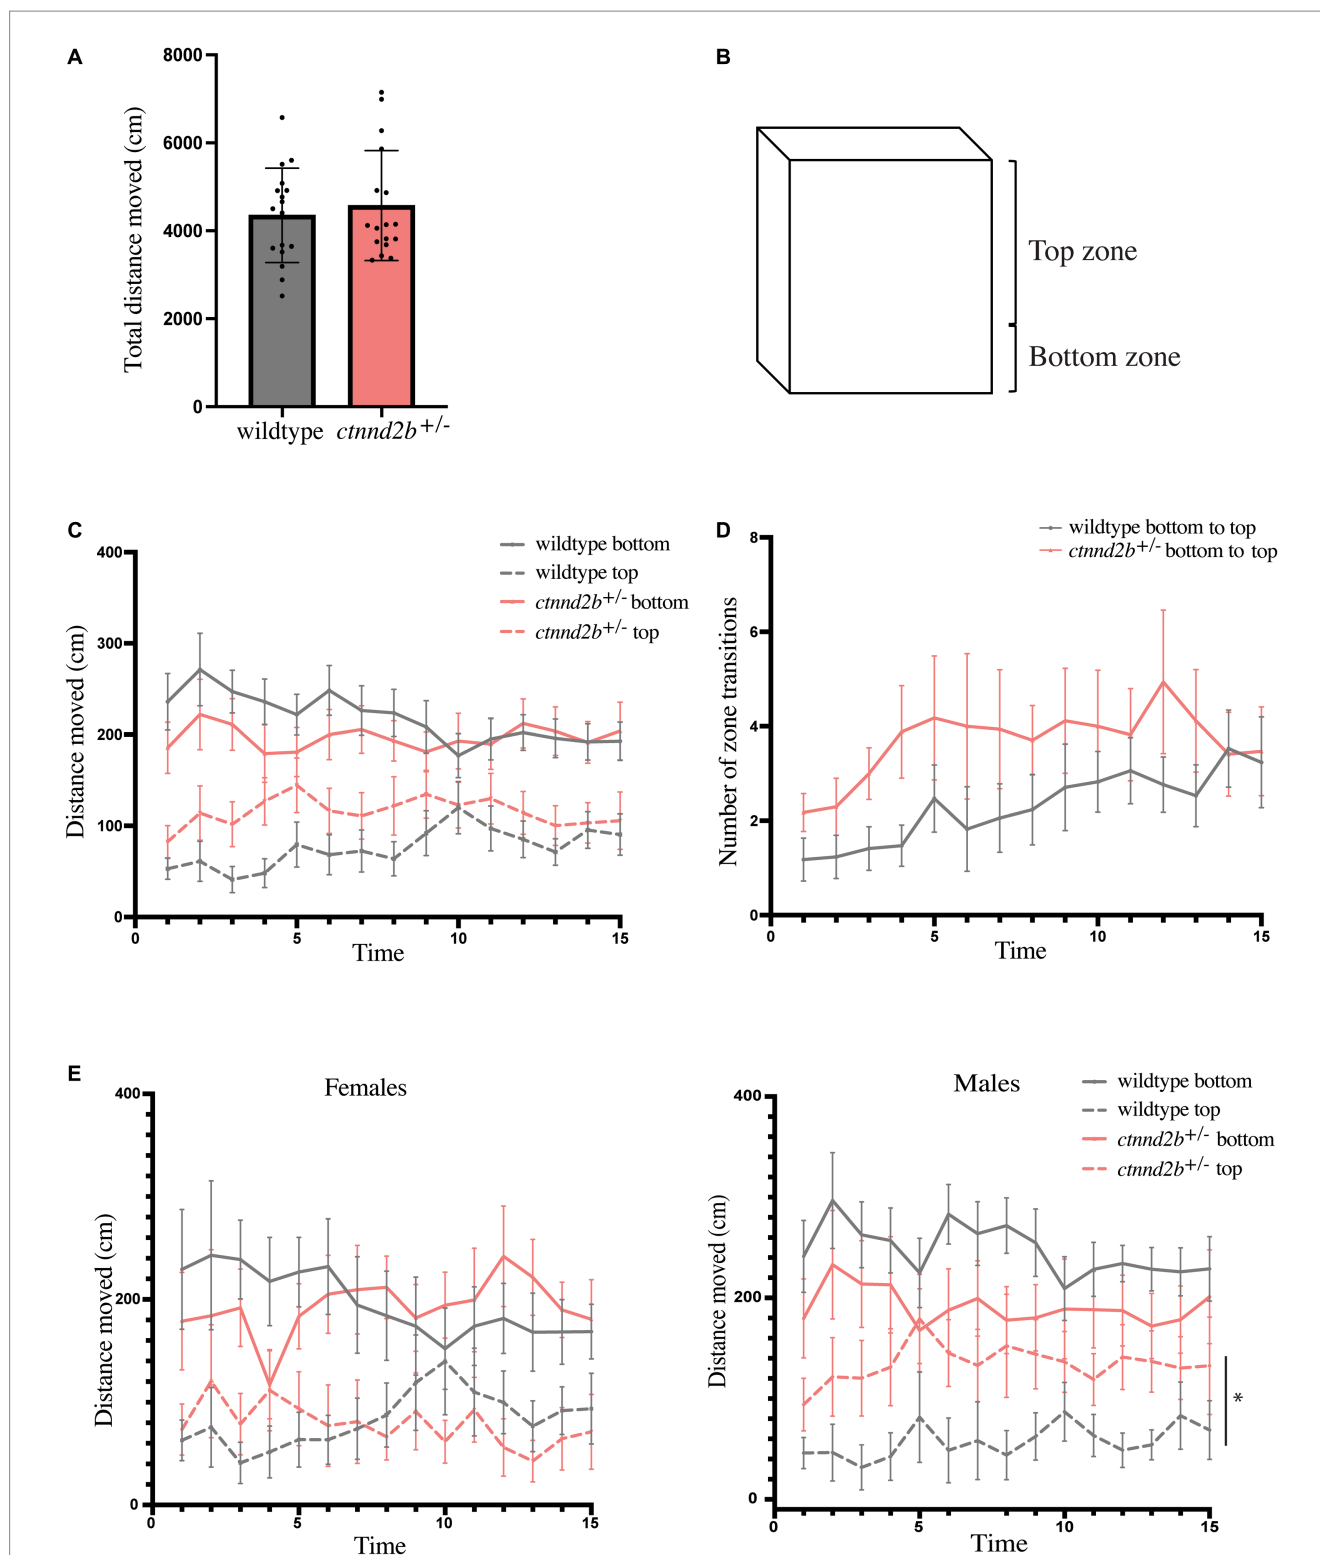 A
Total distance moved (cm)
8000
6000
4000
2000
0
wildtype
ctnnd2b+/-
B
Top zone
Bottom zone
C
wildtype bottom
wildtype top
ctnnd2b+/- bottom
ctnnd2b+/- top
Distance moved (cm)
400
300
200
100
0
0 5 10 15
Time
D
wildtype bottom to top
ctnnd2b+/- bottom to top
Number of zone transitions
8
6
4
2
0
0 5 10 15
Time
E
Females
Distance moved (cm)
400
200
0
0 5 10 15
Time
Males
wildtype bottom
wildtype top
ctnnd2b+/- bottom
ctnnd2b+/- top
Distance moved (cm)
400
200
0
0 5 10 15
Time
*